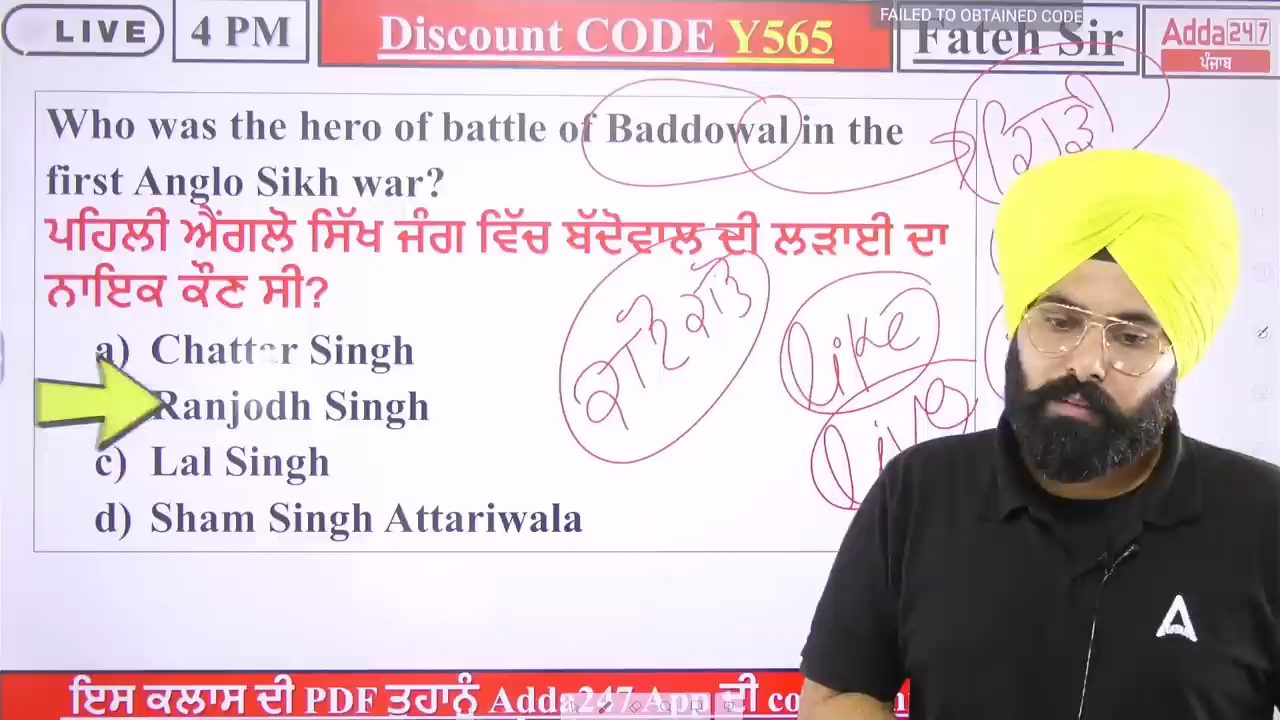 LIVE
4 PM
Discount CODE Y565
FAILED TO OBTAINED CODE
Fateh Sir
Adda247
ਪੰਜਾਬ
Who was the hero of battle of Baddowal in the
first Anglo Sikh war?
ਪਹਿਲੀ ਐਂਗਲੋ ਸਿੱਖ ਜੰਗ ਵਿੱਚ ਬੱਦੋਵਾਲ ਦੀ ਲੜਾਈ ਦਾ
ਨਾਇਕ ਕੌਣ ਸੀ?
a) Chattar Singh
Ranjodh Singh
c) Lal Singh
d) Sham Singh Attariwala
like
ਇਸ ਕਲਾਸ ਦੀ PDF ਤੁਹਾਨੂੰ Adda247 App ਦੀ